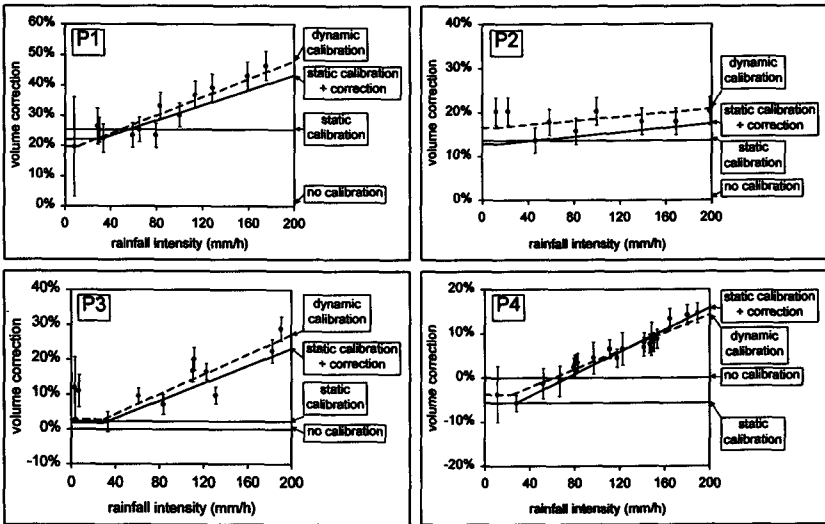 P1
60%
50%
40%
30%
20%
10%
0%
volume correction
0
40
80
120
160
200
rainfall intensity (mm/h)
dynamic
calibration
static calibration
+ correction
static
calibration
no calibration
P2
40%
30%
20%
10%
0%
volume correction
0
40
80
120
160
200
rainfall intensity (mm/h)
dynamic
calibration
static calibration
+ correction
static
calibration
no calibration
P3
40%
30%
20%
10%
0%
-10%
volume correction
0
40
80
120
160
200
rainfall intensity (mm/h)
dynamic
calibration
static calibration
+ correction
static
calibration
no calibration
P4
20%
10%
0%
-10%
-20%
volume correction
0
40
80
120
160
200
rainfall intensity (mm/h)
static calibration
+ correction
dynamic
calibration
no calibration
static
calibration